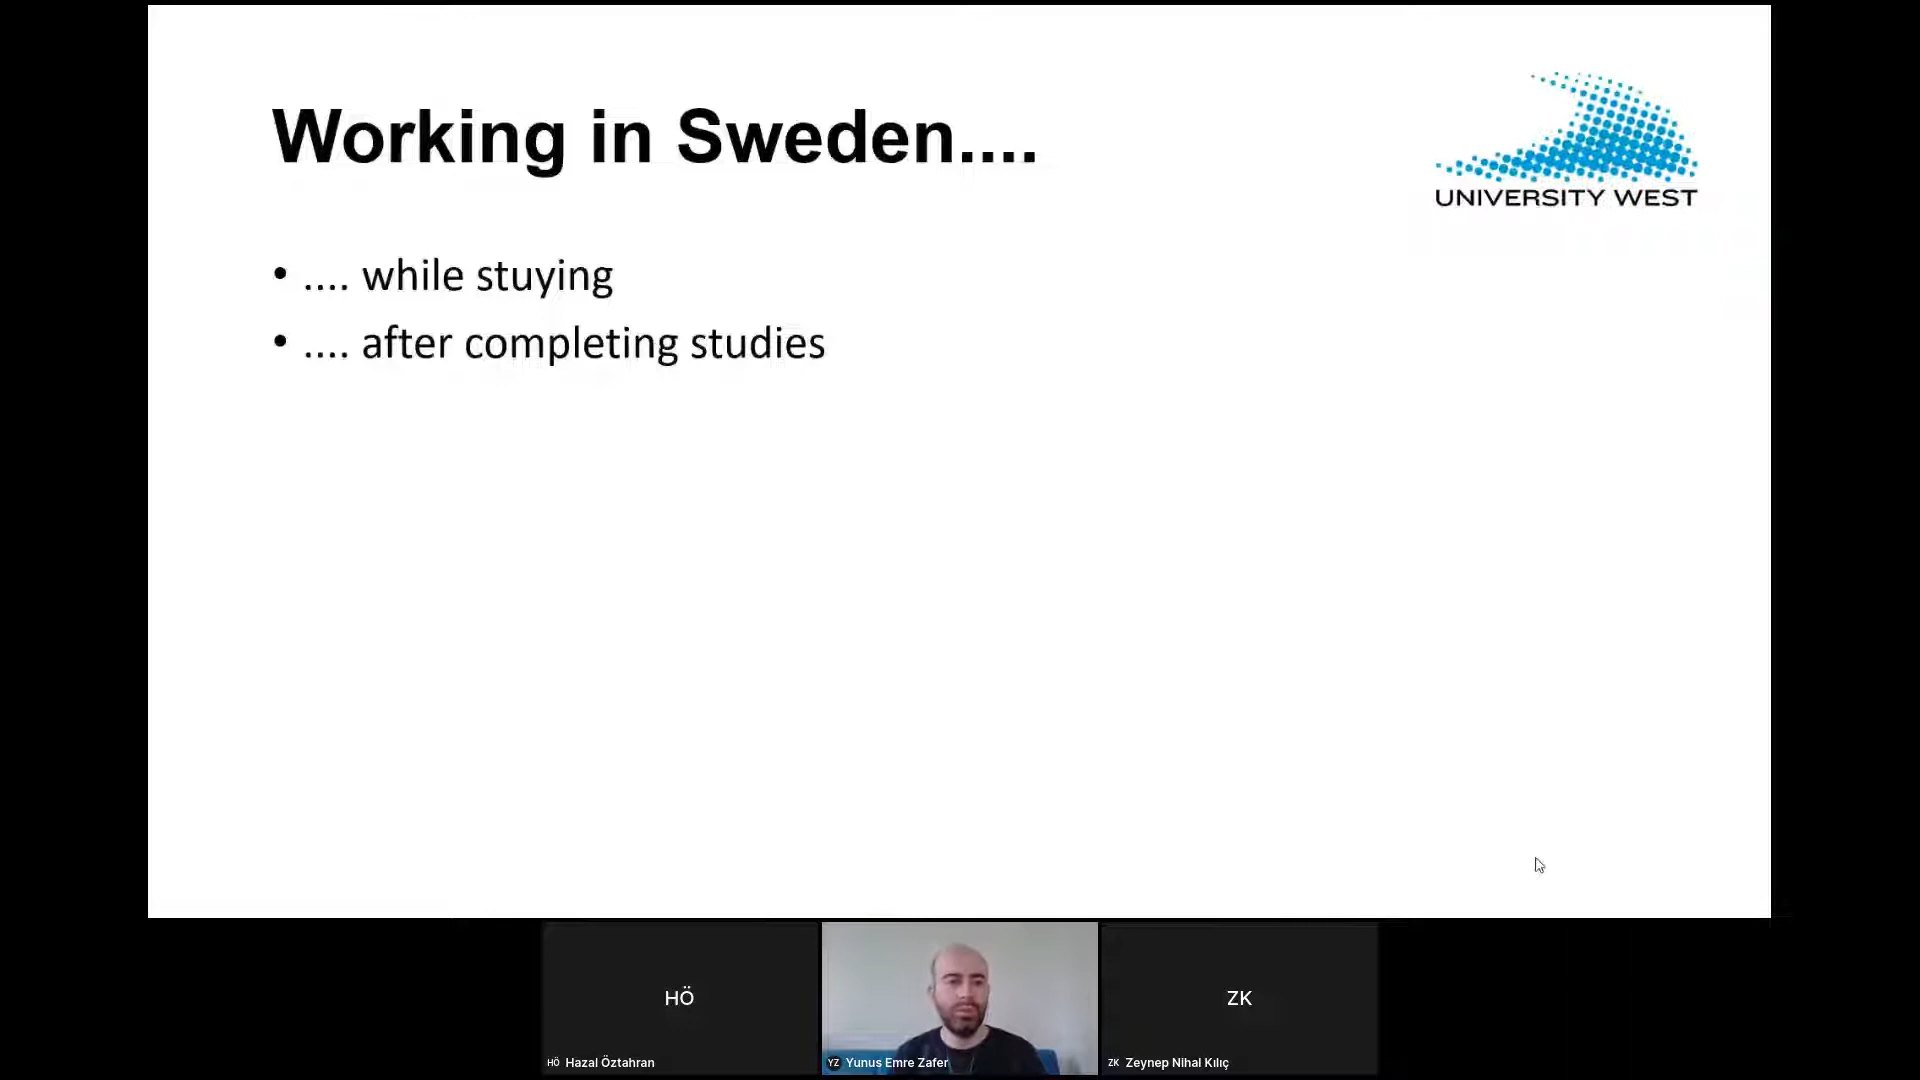 Working in Sweden....
UNIVERSITY WEST
• .... while stuying
• .... after completing studies
HÖ
ZK
HÖ Hazal Öztahran
YZ Yunus Emre Zafer
ZK Zeynep Nihal Kılıç